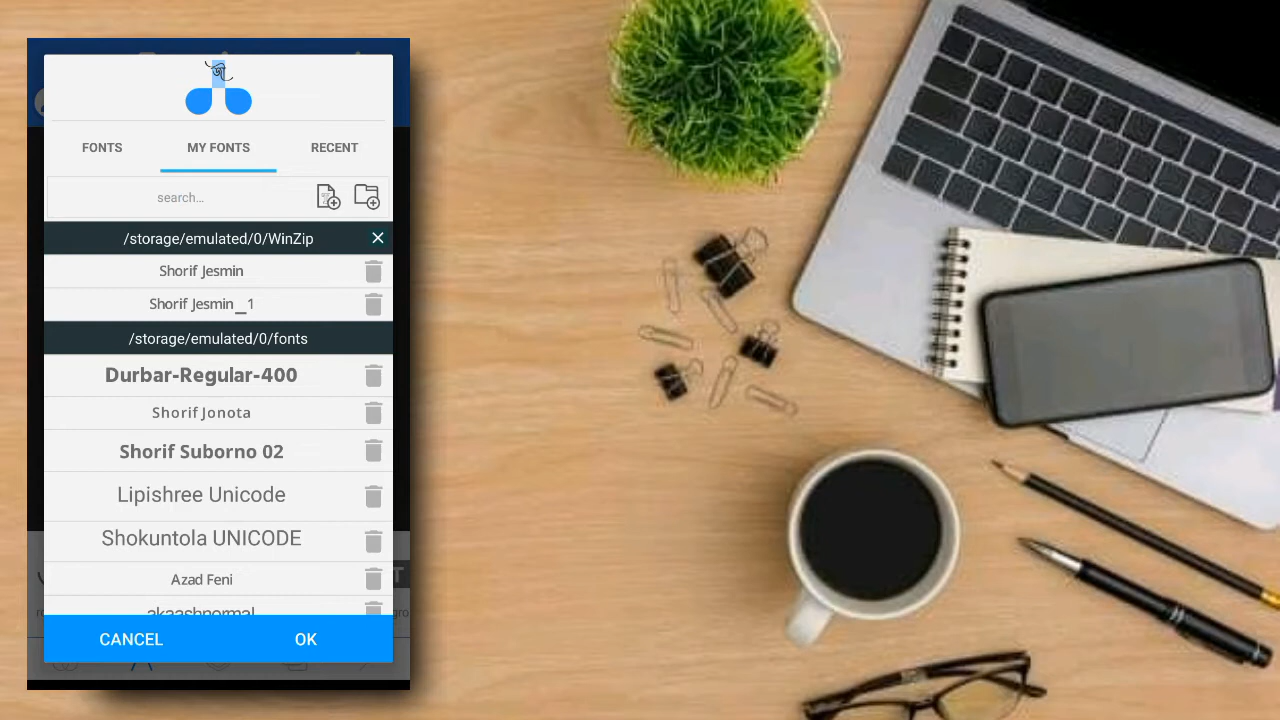 FONTS
MY FONTS
RECENT
search...
/storage/emulated/0/WinZip
Shorif Jesmin
Shorif Jesmin_1
/storage/emulated/0/fonts
Durbar-Regular-400
Shorif Jonota
Shorif Suborno 02
Lipishree Unicode
Shokuntola UNICODE
Azad Feni
akaashnormal
CANCEL
OK